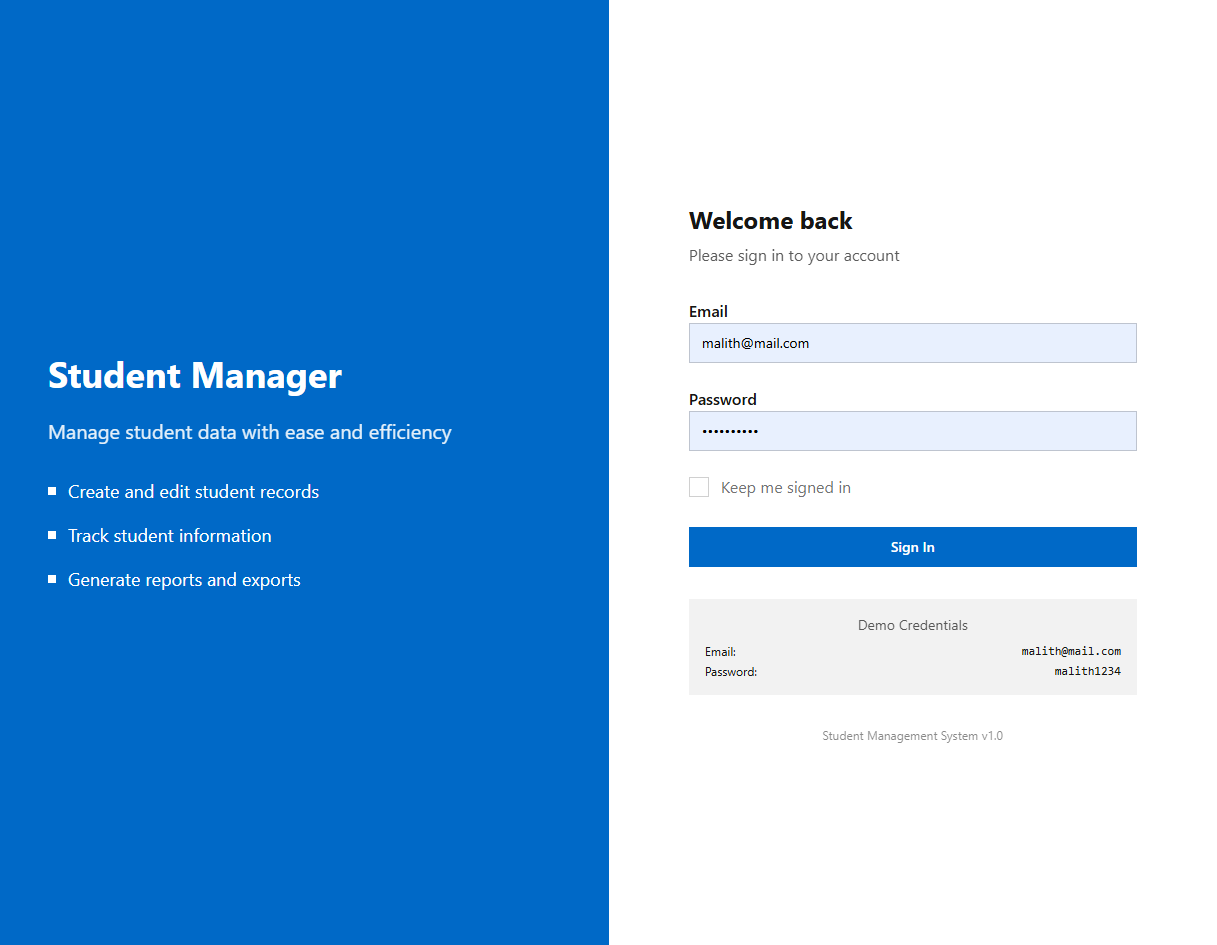 Student Manager
Manage student data with ease and efficiency
Create and edit student records
Track student information
Generate reports and exports
Welcome back
Please sign in to your account
Email
malith@mail.com
Password
••••••••••
Keep me signed in
Sign In
Demo Credentials
Email: malith@mail.com
Password: malith1234
Student Management System v1.0